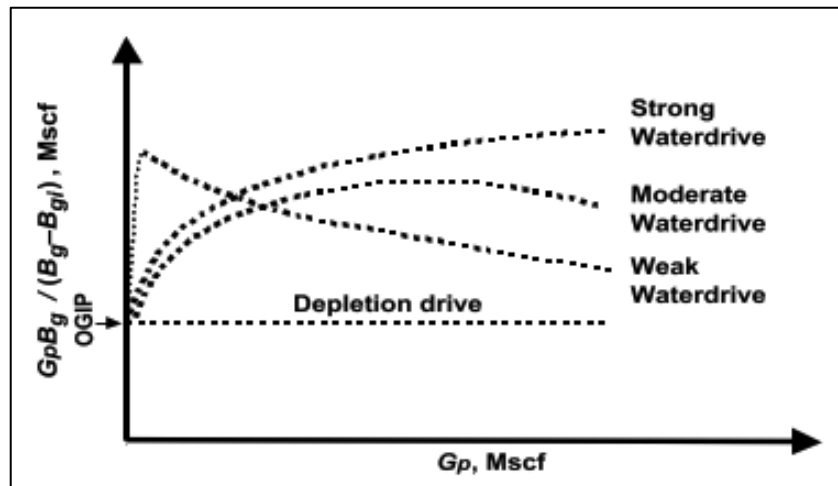 GpBg / (Bg–Bgi), Mscf
OGIP
Strong
Waterdrive
Moderate
Waterdrive
Weak
Waterdrive
Depletion drive
Gp, Mscf